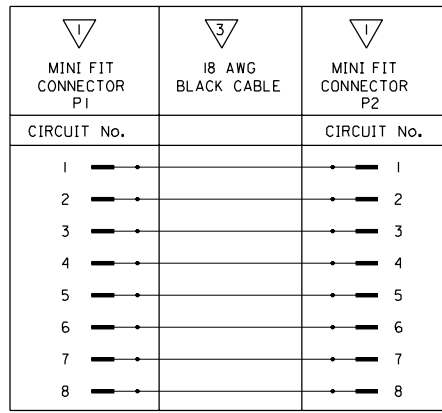 1 3 1
MINI FIT CONNECTOR P1 18 AWG BLACK CABLE MINI FIT CONNECTOR P2
CIRCUIT No. CIRCUIT No.
1 1
2 2
3 3
4 4
5 5
6 6
7 7
8 8